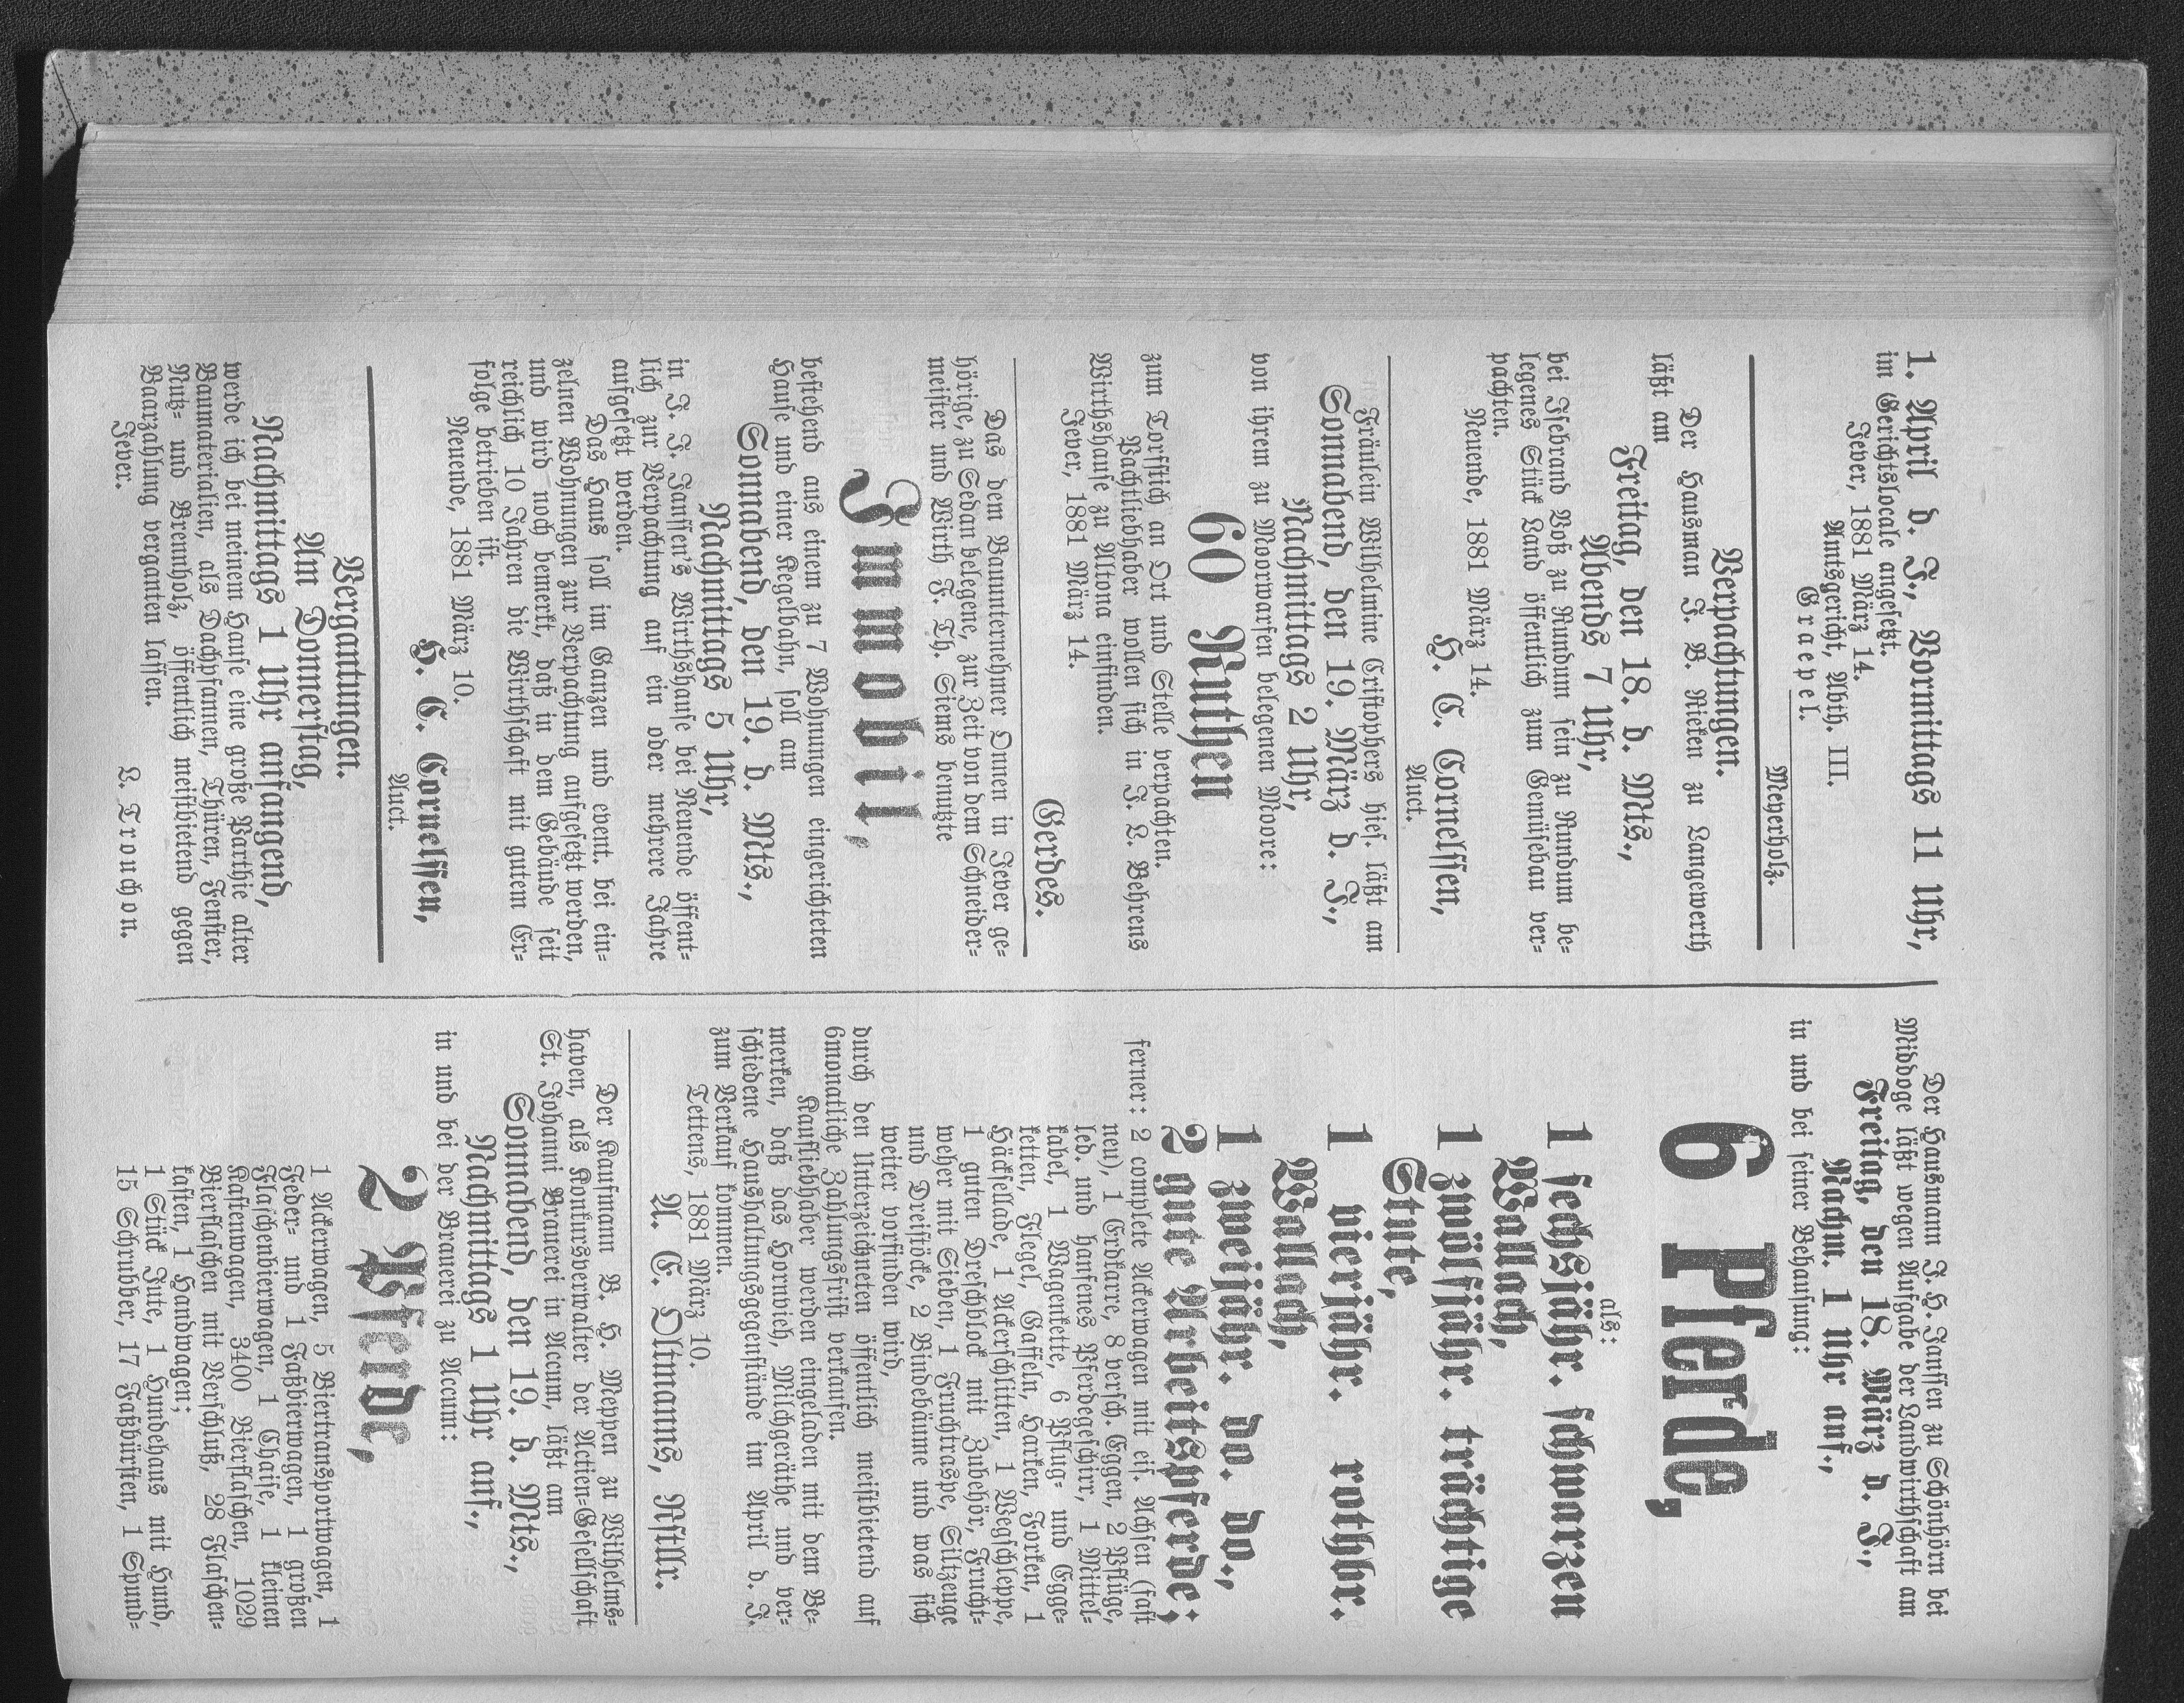 1. April d. J., Vormittags 11 Uhr,
im Gerichtslocale angesetzt.
Jever, 1881 März 14.
Amtsgericht, Abth. III.
Graepel.
Meyerholz.
Verpachtungen.
Der Hausman J. B. Rieken zu Langewerth
läßt am
Freitag, den 18. d. Mts.,
Abends 7 Uhr,
bei Isebrand Voß zu Rundum sein zu Rundum be-
legenes Stück Land öffentlich zum Gemüsebau ver-
pachten.
Neuende, 1881 März 14.
H. C. Cornelssen,
Auct.
Fräulein Wilhelmine Cristophers hies. läßt am
Sonnabend, den 19. März d. J.,
Nachmittags 2 Uhr,
von ihrem zu Moorwarfen belegenen Moore:
60 Ruthen
zum Torfstich an Ort und Stelle verpachten.
Pachtliebhaber wollen sich in J. L. Behrens
Wirthshause zu Altona einfinden.
Jever, 1881 März 14.
Gerdes.
Das dem Bauunternehmer Onnen in Jever ge-
hörige, zu Sedan belegene, zur Zeit von dem Schneider-
meister und Wirth F. Th. Siems benutzte
Immobil,
bestehend aus einem zu 7 Wohnungen eingerichteten
Hause und einer Kegelbahn, soll am
Sonnabend, den 19. d. Mts.,
Nachmittags 5 Uhr,
in J. J. Janssen's Wirthshause bei Neuende öffent-
lich zur Verpachtung auf ein oder mehrere Jahre
aufgesetzt werden.
Das Haus soll im Ganzen und event. bei ein-
zelnen Wohnungen zur Verpachtung aufgesetzt werden,
und wird noch bemerkt, daß in dem Gebäude seit
reichlich 10 Jahren die Wirthschaft mit gutem Er-
folge betrieben ist.
Neuende, 1881 März 10.
H. C. Cornelssen,
Auct.
Vergantungen.
Am Donnerstag,
Nachmittags 1 Uhr anfangend,
werde ich bei meinem Hause eine große Parthie alter
Baumaterialien, als Dachpfannen, Thüren, Fenster,
Nutz- und Brennholz, öffentlich meistbietend gegen
Baarzahlung verganten lassen.
Jever. L. Trouchon.
Der Hausmann J. H. Janssen zu Schönhörn bei
Middoge läßt wegen Aufgabe der Landwirthschaft am
Freitag, den 18. März d. J.,
Nachm. 1 Uhr anf.,
in und bei seiner Behausung:
6 Pferde,
als:
1 sechsjähr. schwarzen
Wallach,
1 zwölfjähr. trächtige
Stute,
1 vierjähr. rothbr.
Wallach,
1 zweijähr. do. do.,
2 gute Arbeitspferde;
ferner: 2 complete Ackerwagen mit eis. Achsen (fast
neu), 1 Erdkarre, 8 versch. Eggen, 2 Pflüge,
led. und hanfenes Pferdegeschirr, 1 Mittel-
kabel, 1 Wagenkette, 6 Pflug- und Egge-
ketten, Flegel, Gaffeln, Harken, Forken, 1
Häcksellade, 1 Ackerschlitten, 1 Wegschleppe,
1 guten Dreschblock mit Zubehör, Frucht-
weher mit Sieben, 1 Fruchtraspe, Siltzeuge
und Dreistöcke, 2 Bindebäume und was sich
weiter vorfinden wird,
durch den Unterzeichneten öffentlich meistbietend auf
6monatliche Zahlungsfrist verkaufen.
Kaufliebhaber werden eingeladen mit dem Be-
merken, daß das Hornvieh, Milchgeräthe und ver-
schiedene Haushaltungsgegenstände im April d. J.
zum Verkauf kommen.
Tettens, 1881 März 10.
A. C. Oltmanns, Rfstllr.
Der Kaufmann B. H. Meppen zu Wilhelms-
haven, als Konkursverwalter der Actien-Gesellschaft
St. Johanni Brauerei in Accum, läßt am
Sonnabend, den 19. d. Mts.,
Nachmittags 1 Uhr anf.,
in und bei der Brauerei zu Accum:
2 Pferde,
1 Ackerwagen, 5 Biertransportwagen, 1
Feder- und 1 Faßbierwagen, 1 großen
Flaschenbierwagen, 1 Chaise, 1 kleinen
Kastenwagen, 3400 Bierflaschen, 1029
Bierflaschen mit Verschluß, 28 Flaschen-
kasten, 1 Handwagen;
1 Stück Jute, 1 Hundehaus mit Hund,
15 Schrubber, 17 Faßbürsten, 1 Spund-